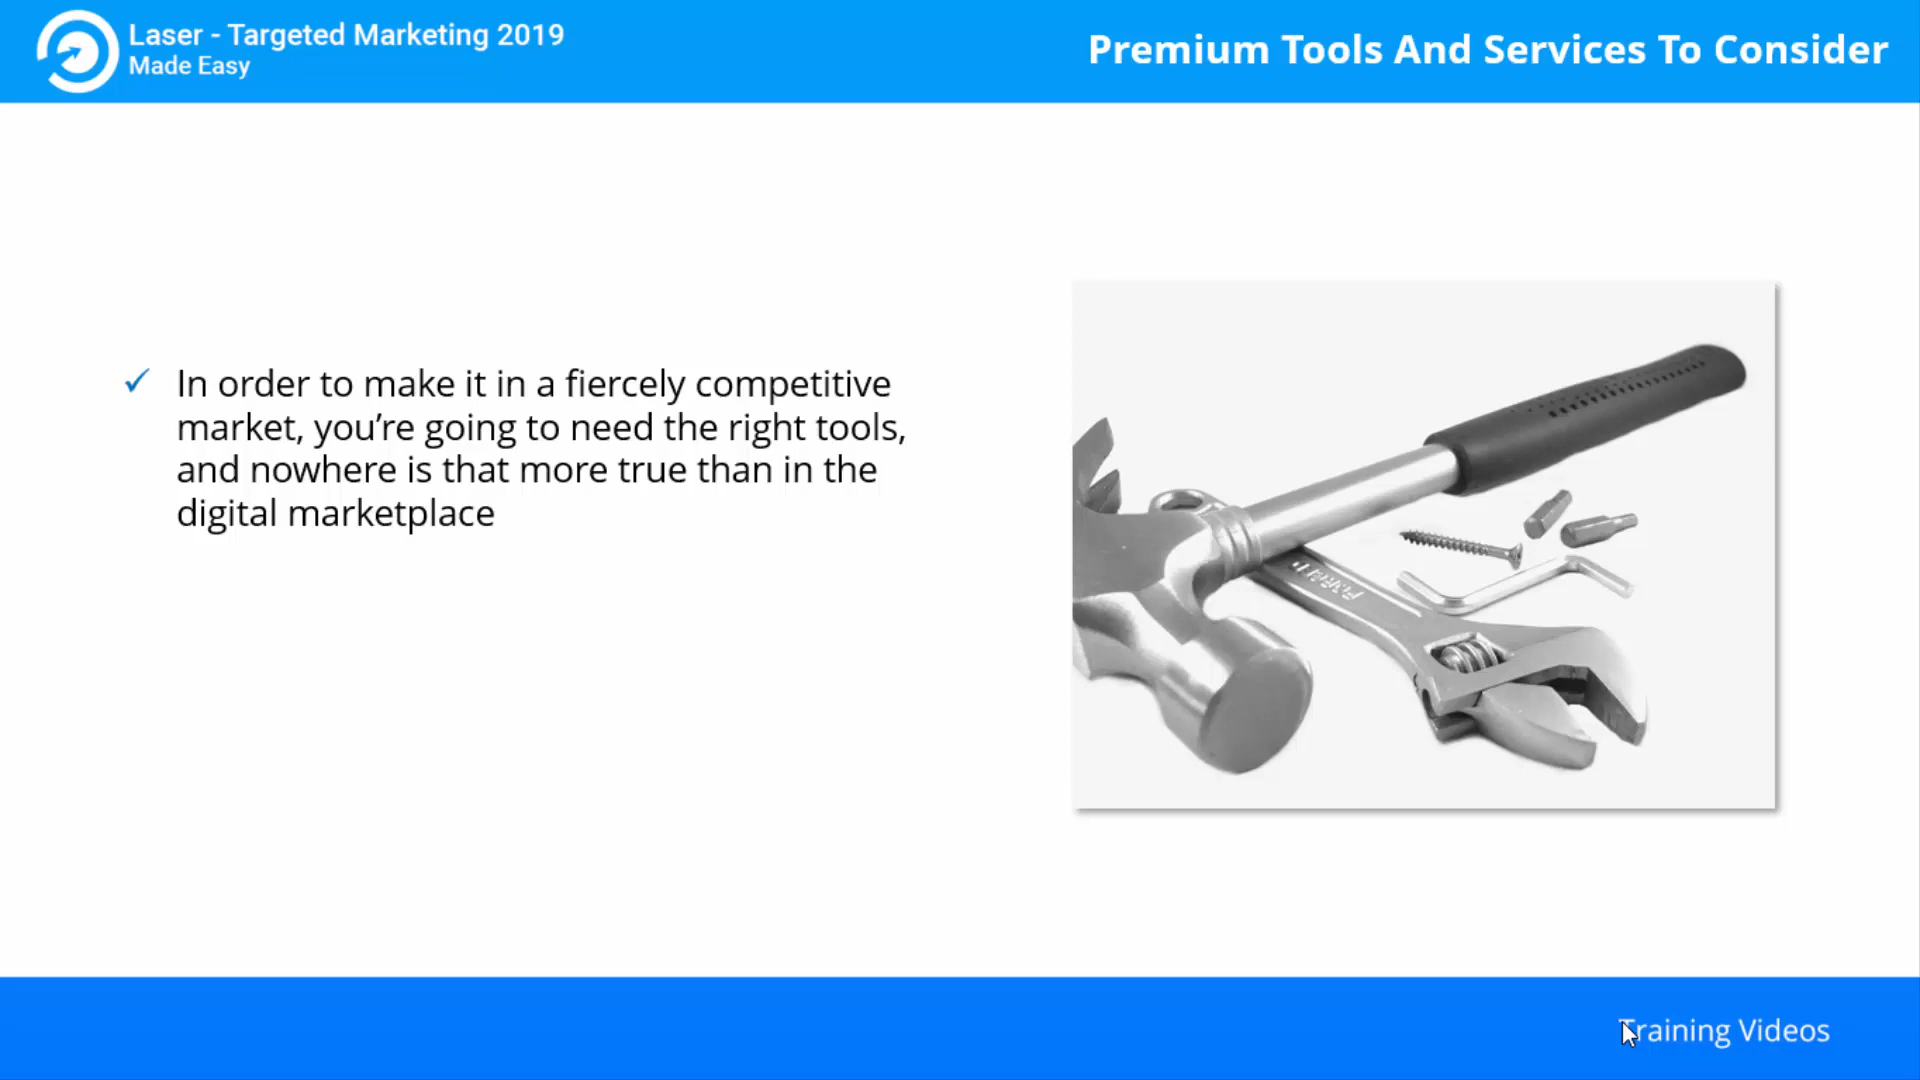 Laser - Targeted Marketing 2019
Made Easy
Premium Tools And Services To Consider
In order to make it in a fiercely competitive
market, you’re going to need the right tools,
and nowhere is that more true than in the
digital marketplace
Training Videos